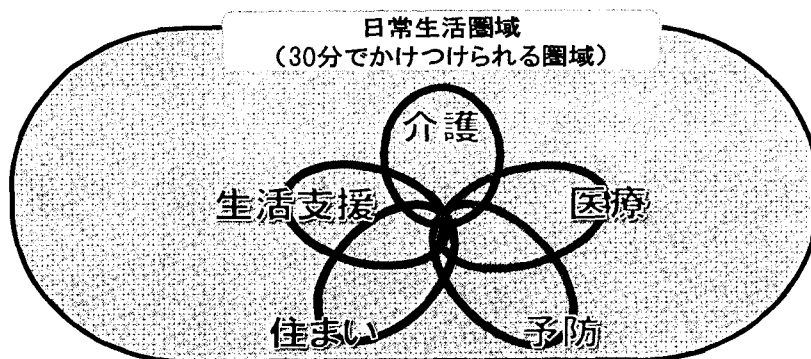 日常生活圏域
（30分でかけつけられる圏域）
介護
生活支援
医療
住まい
予防